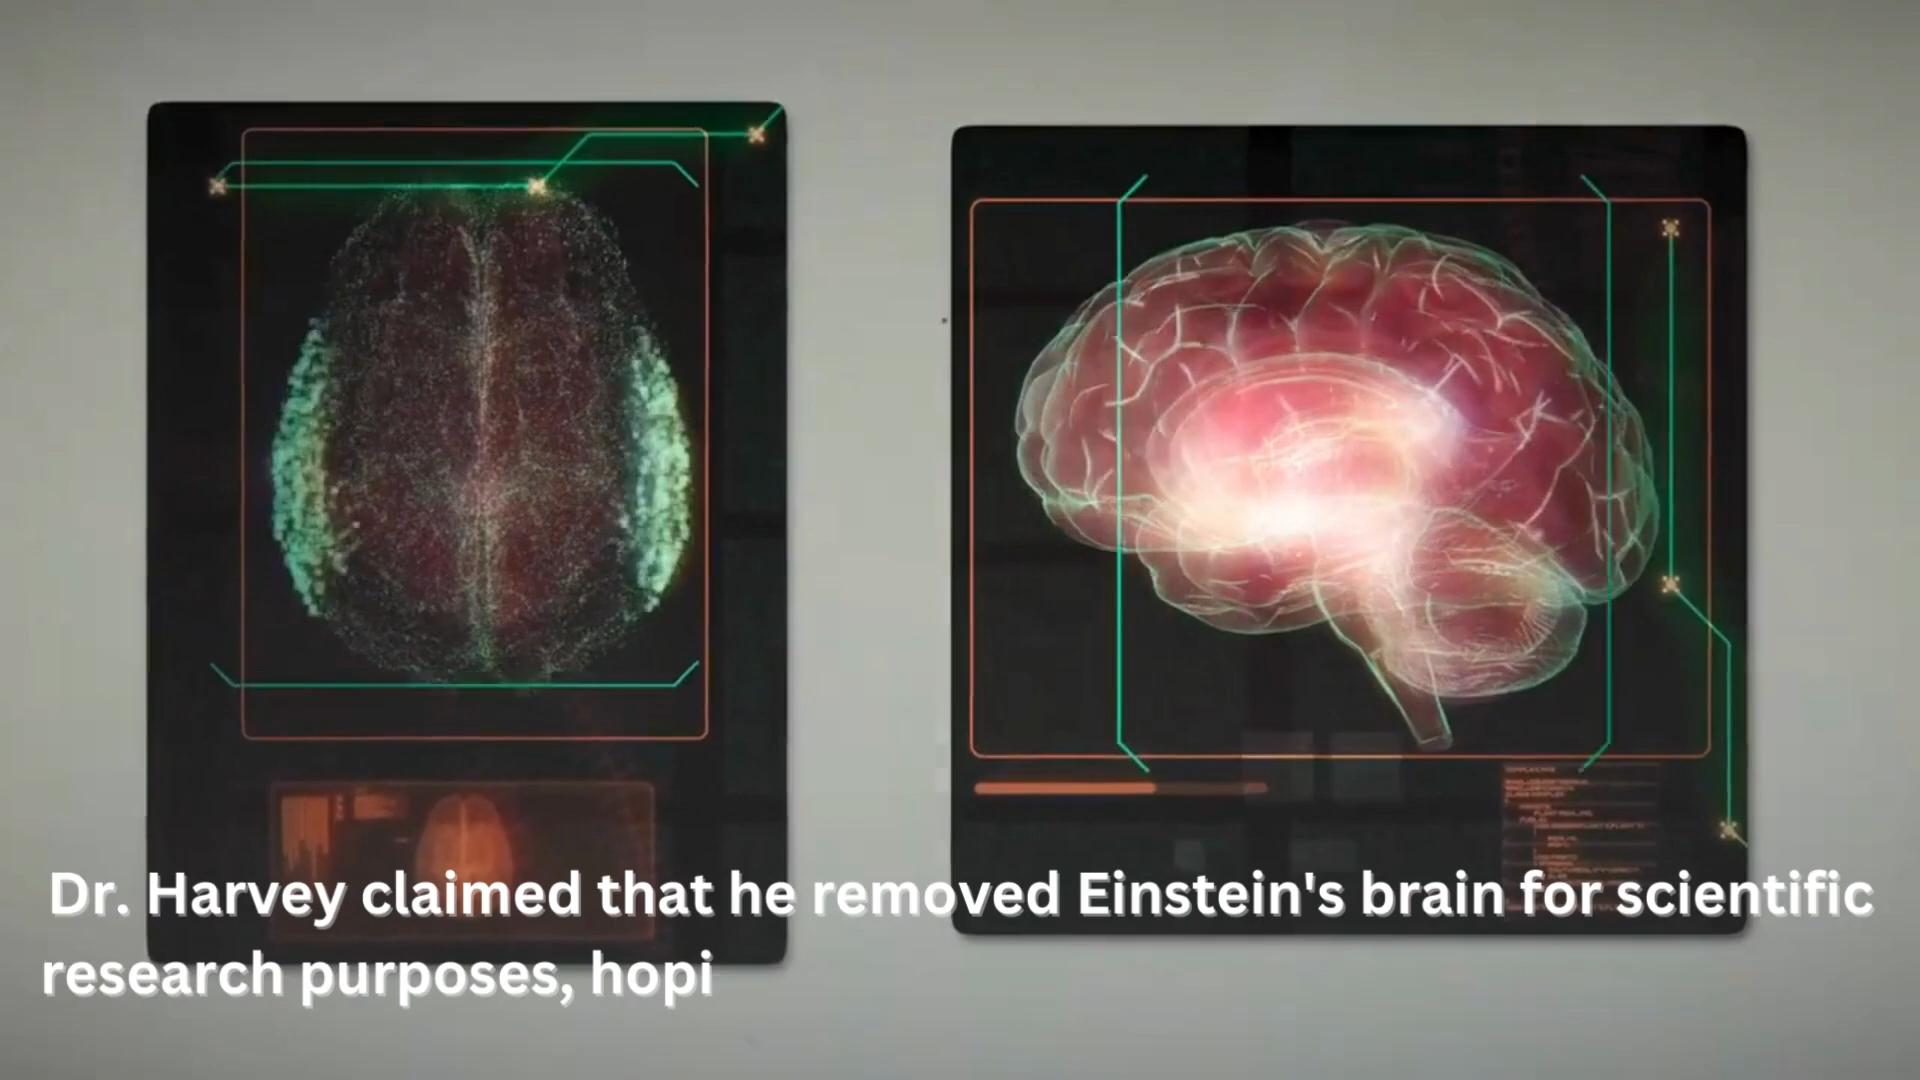 Dr. Harvey claimed that he removed Einstein's brain for scientific
research purposes, hopi